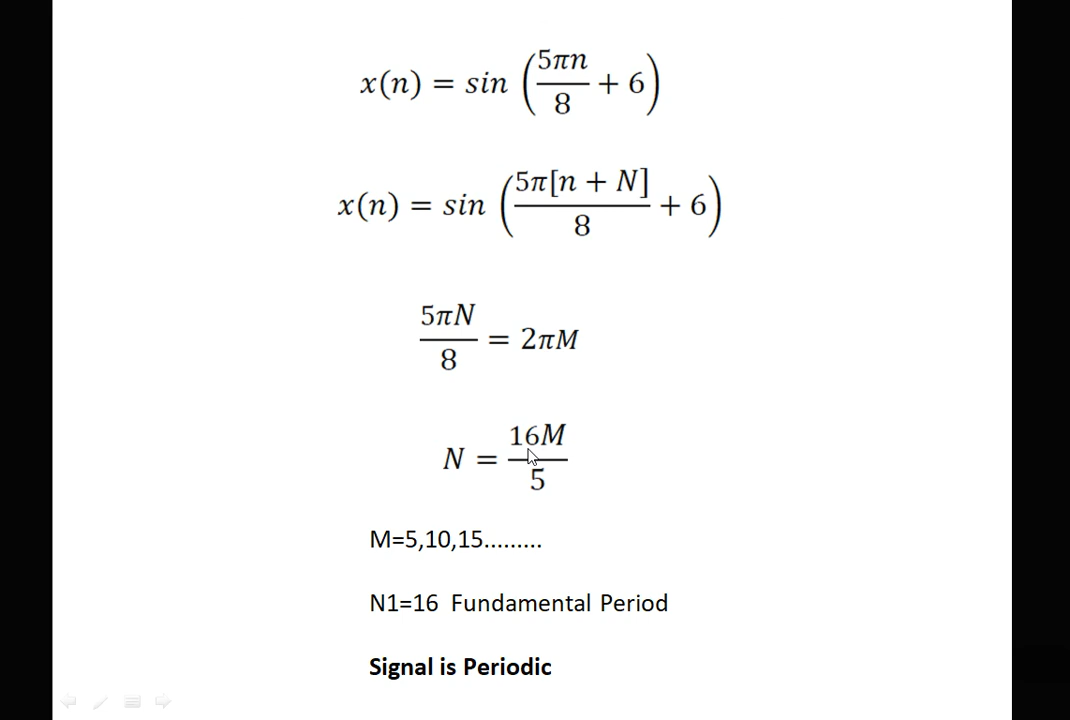 x(n) = sin (5πn/8 + 6)
x(n) = sin (5π[n + N]/8 + 6)
5πN/8 = 2πM
N = 16M/5
M=5,10,15.........
N1=16 Fundamental Period
Signal is Periodic